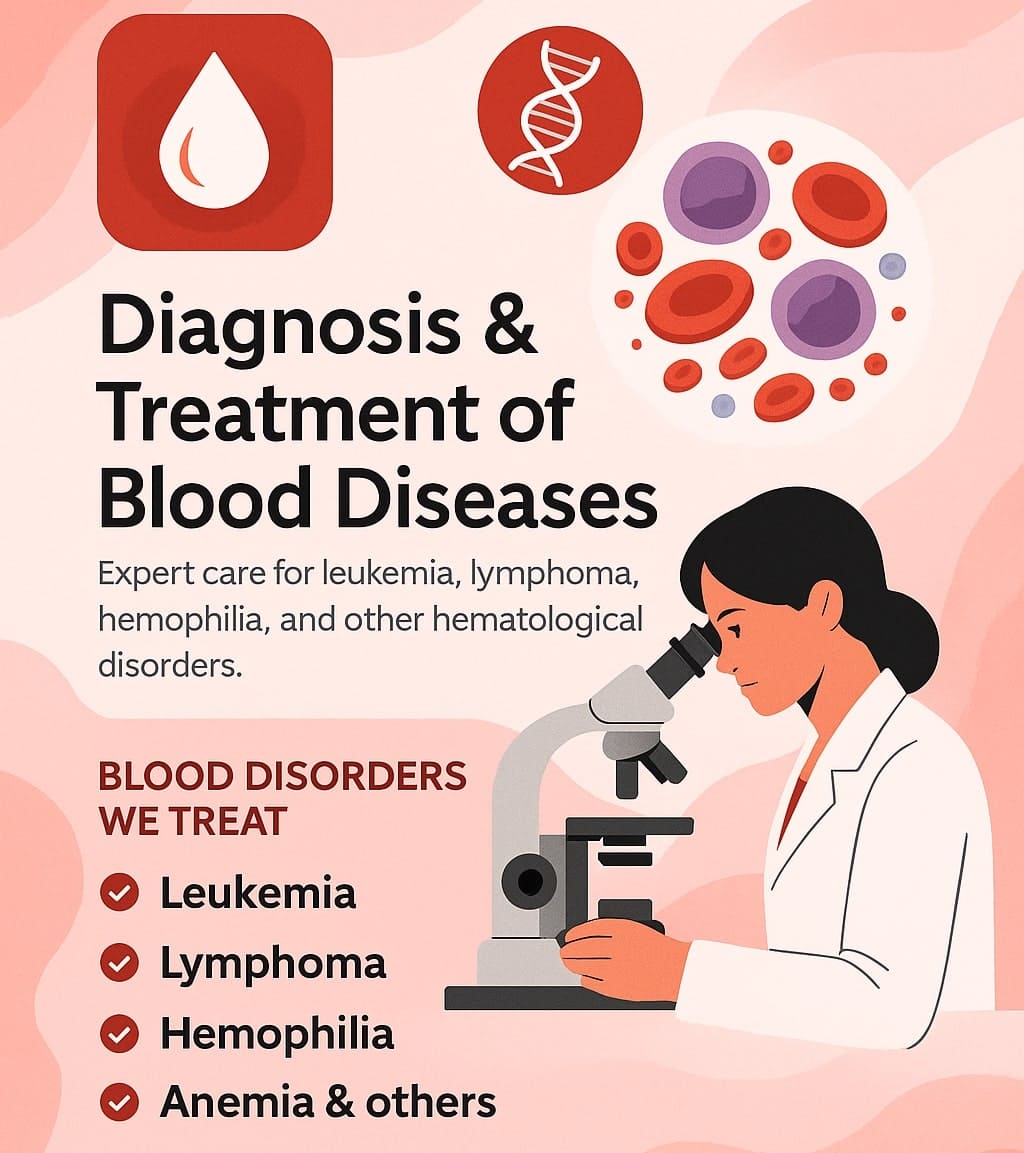 Diagnosis &
Treatment of
Blood Diseases
Expert care for leukemia, lymphoma,
hemophilia, and other hematological
disorders.
BLOOD DISORDERS
WE TREAT
Leukemia
Lymphoma
Hemophilia
Anemia & others